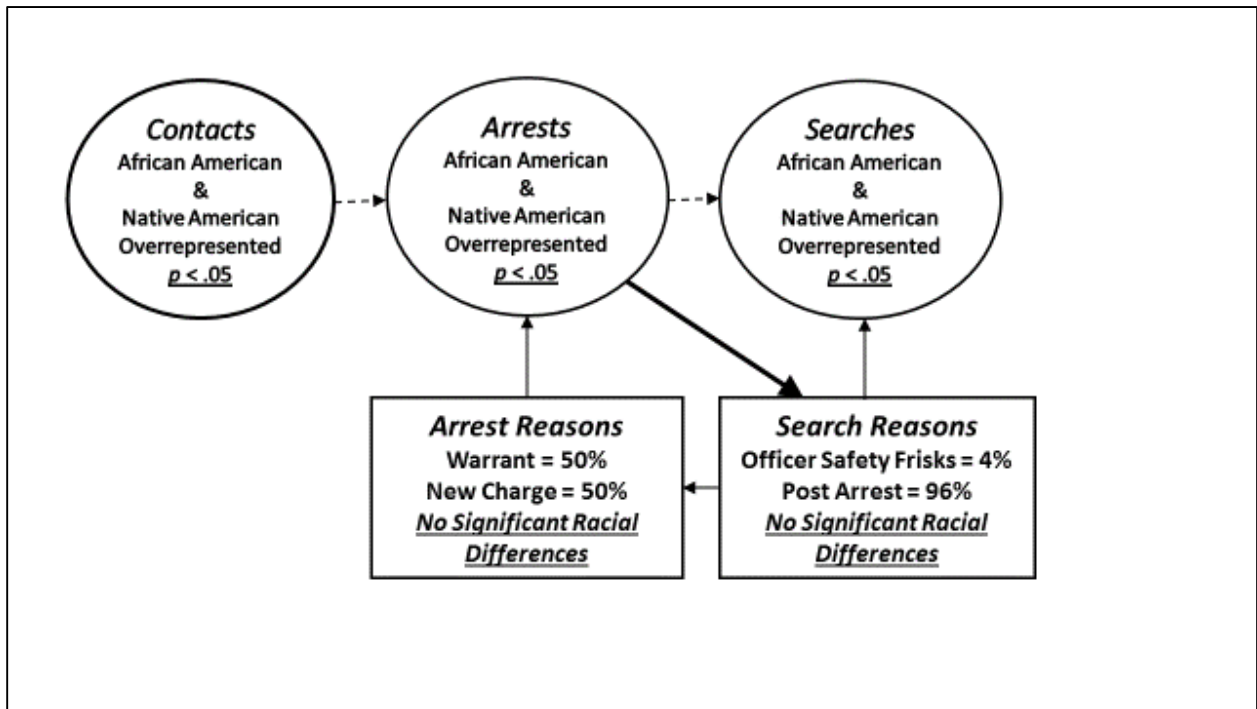 Contacts
African American
&
Native American
Overrepresented
p < .05
Arrests
African American
&
Native American
Overrepresented
p < .05
Searches
African American
&
Native American
Overrepresented
p < .05
Arrest Reasons
Warrant = 50%
New Charge = 50%
No Significant Racial
Differences
Search Reasons
Officer Safety Frisks = 4%
Post Arrest = 96%
No Significant Racial
Differences